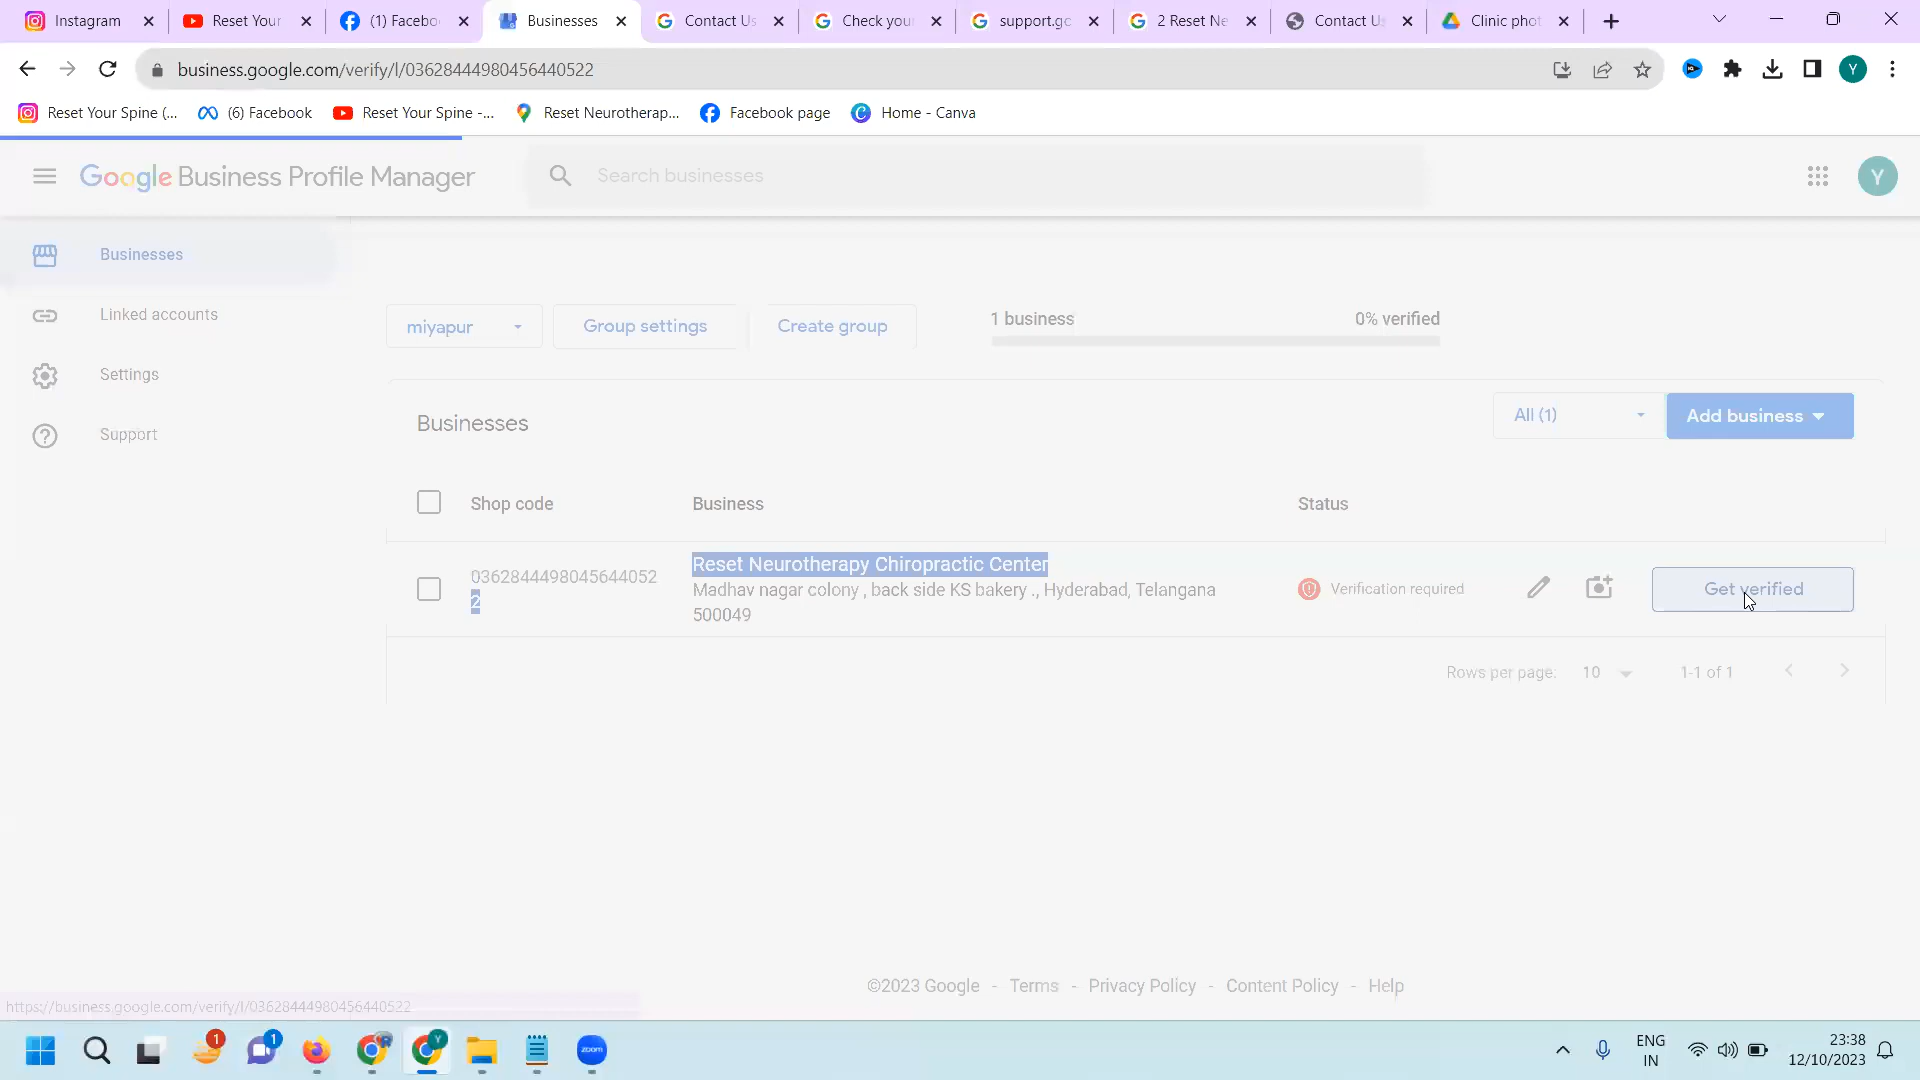 Instagram
Reset Your
(1) Facebo
Businesses
Contact Us
Check your
support.gc
2 Reset Ne
Contact Us
Clinic phot
business.google.com/verify/l/03628444980456440522
Y
Reset Your Spine (...
(6) Facebook
Reset Your Spine -...
Reset Neurotherap...
Facebook page
Home - Canva
Google Business Profile Manager
Search businesses
Y
Businesses
Linked accounts
Settings
Support
miyapur
Group settings
Create group
1 business
0% verified
Businesses
All (1)
Add business
Shop code
Business
Status
0362844498045644052
2
Reset Neurotherapy Chiropractic Center
Madhav nagar colony , back side KS bakery ., Hyderabad, Telangana
500049
Verification required
Get verified
Rows per page:
10
1-1 of 1
©2023 Google - Terms - Privacy Policy - Content Policy - Help
https://business.google.com/verify/l/03628444980456440522
1
1
Y
zoom
ENG
IN
23:38
12/10/2023